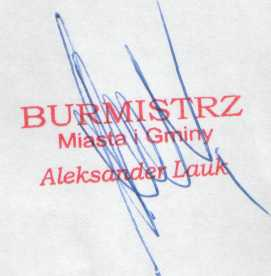 BURMISTRZ
Miasta i Gminy
Aleksander Lauk